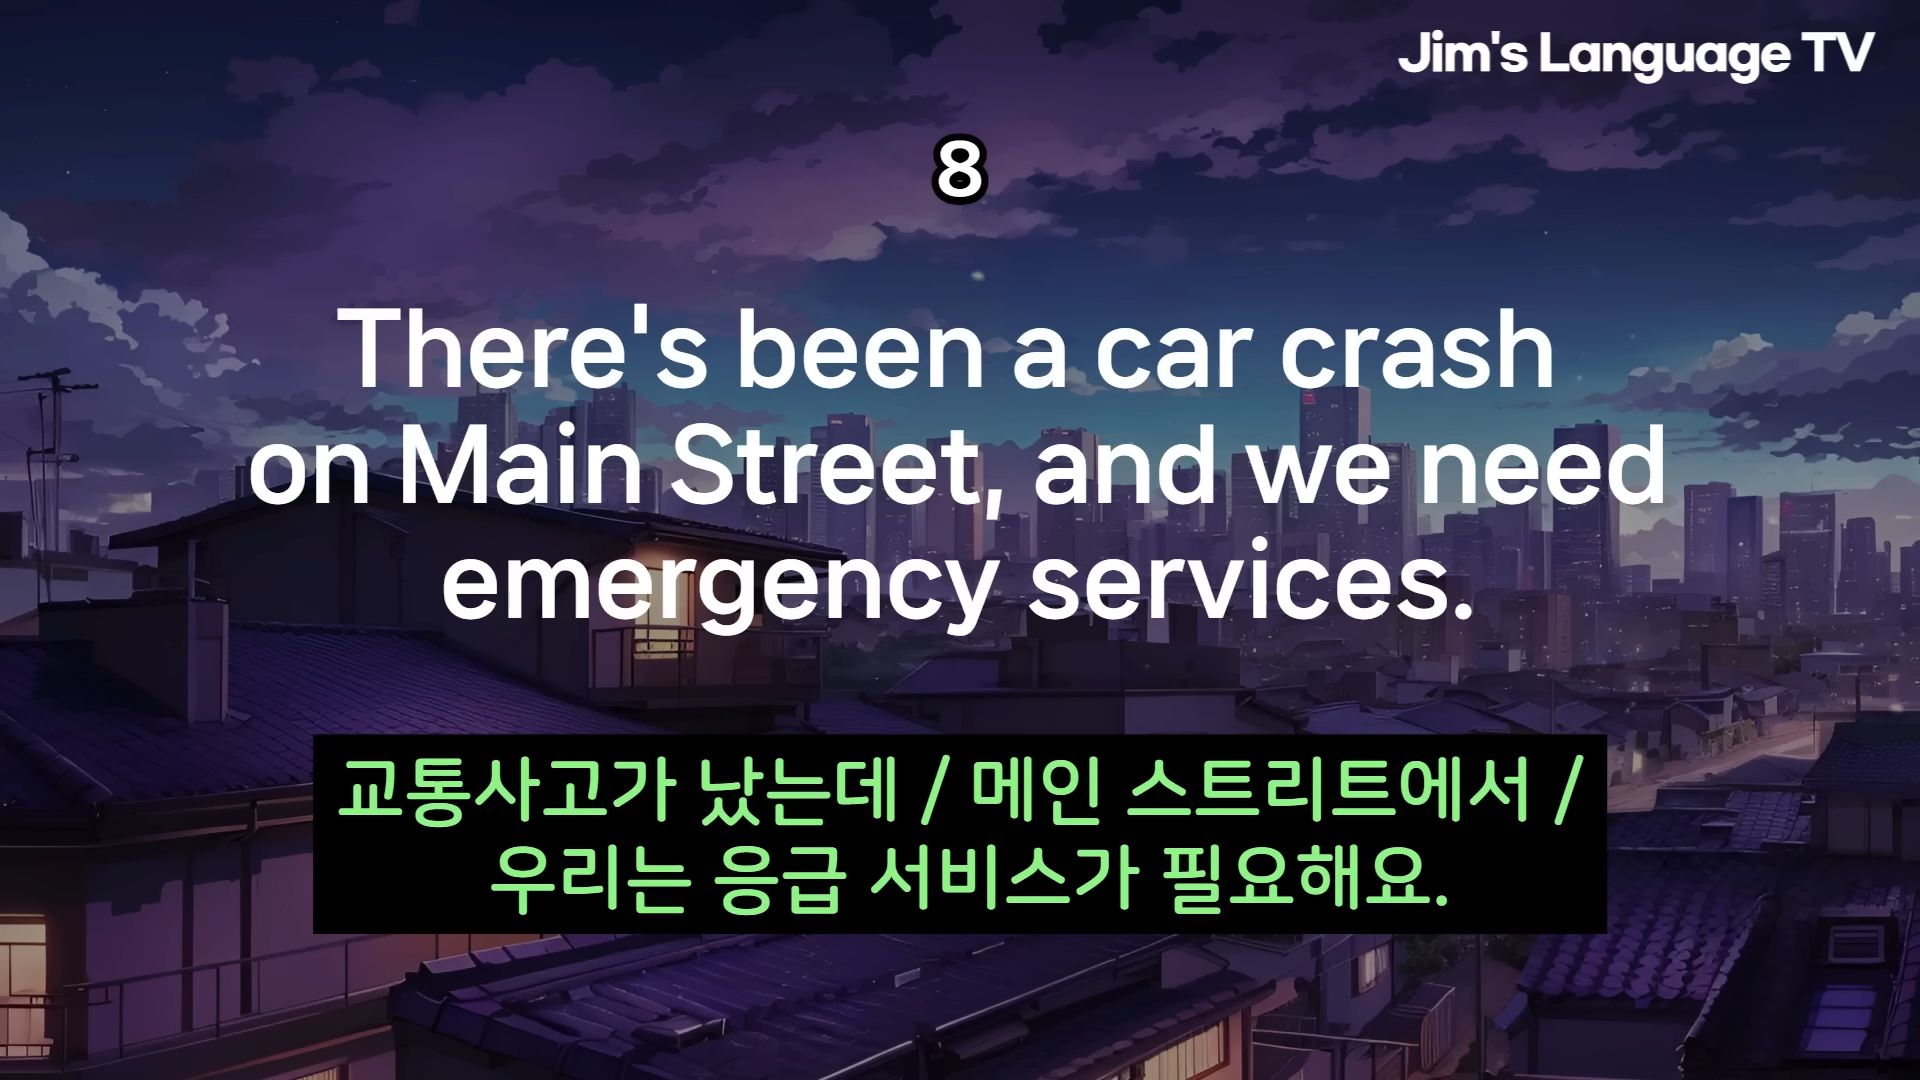 Jim's Language TV
8
There's been a car crash
on Main Street, and we need
emergency services.
교통사고가 났는데 / 메인 스트리트에서 /
우리는 응급 서비스가 필요해요.